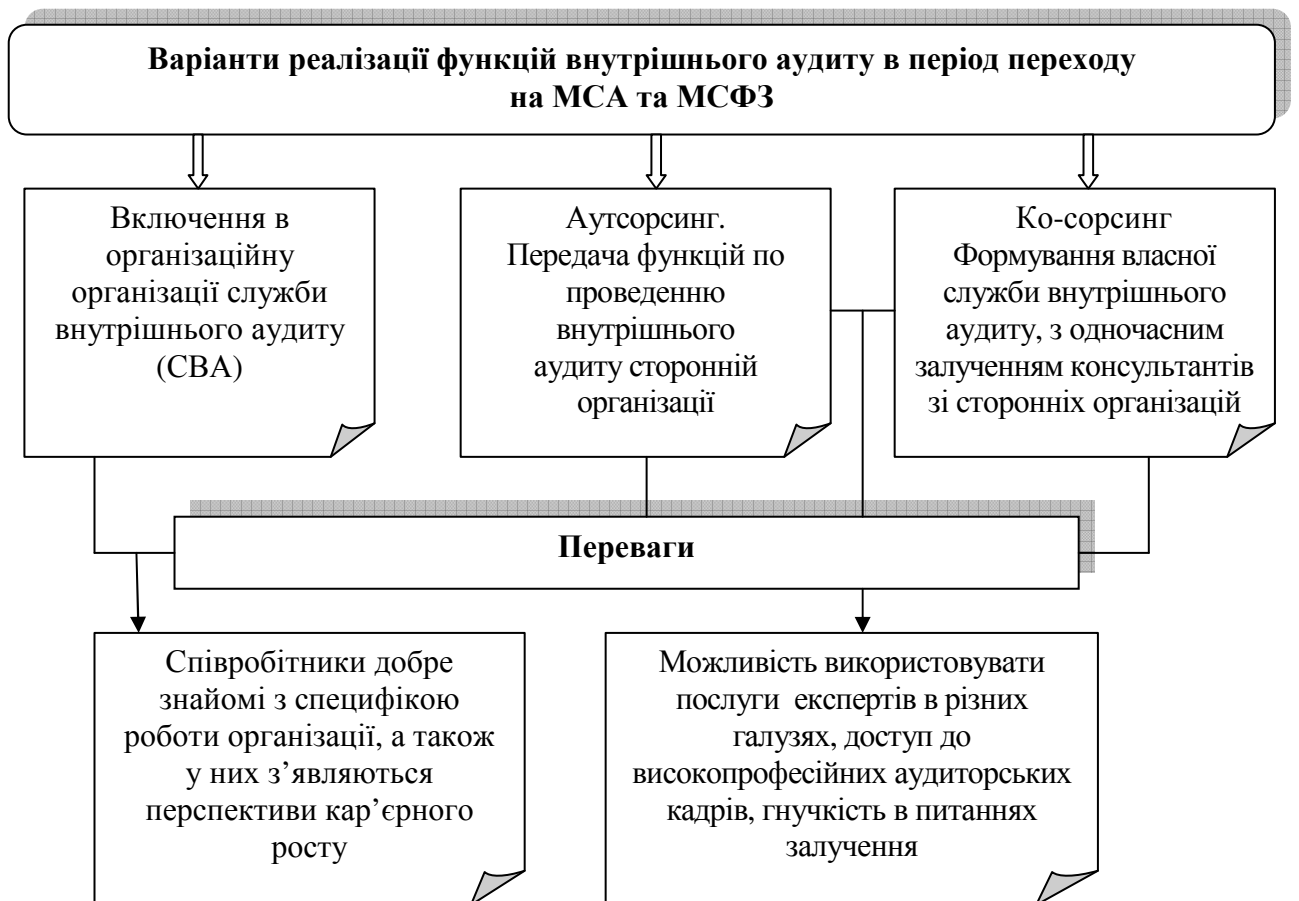 Варіанти реалізації функцій внутрішнього аудиту в період переходу
на МСА та МСФЗ
Включення в
організаційну
організації служби
внутрішнього аудиту
(СВА)
Аутсорсинг.
Передача функцій по
проведенню
внутрішнього
аудиту сторонній
організації
Ко-сорсинг
Формування власної
служби внутрішнього
аудиту, з одночасним
залученням консультантів
зі сторонніх організацій
Переваги
Співробітники добре
знайомі з специфікою
роботи організації, а також
у них з’являються
перспективи кар’єрного
росту
Можливість використовувати
послуги експертів в різних
галузях, доступ до
високопрофесійних аудиторських
кадрів, гнучкість в питаннях
залучення